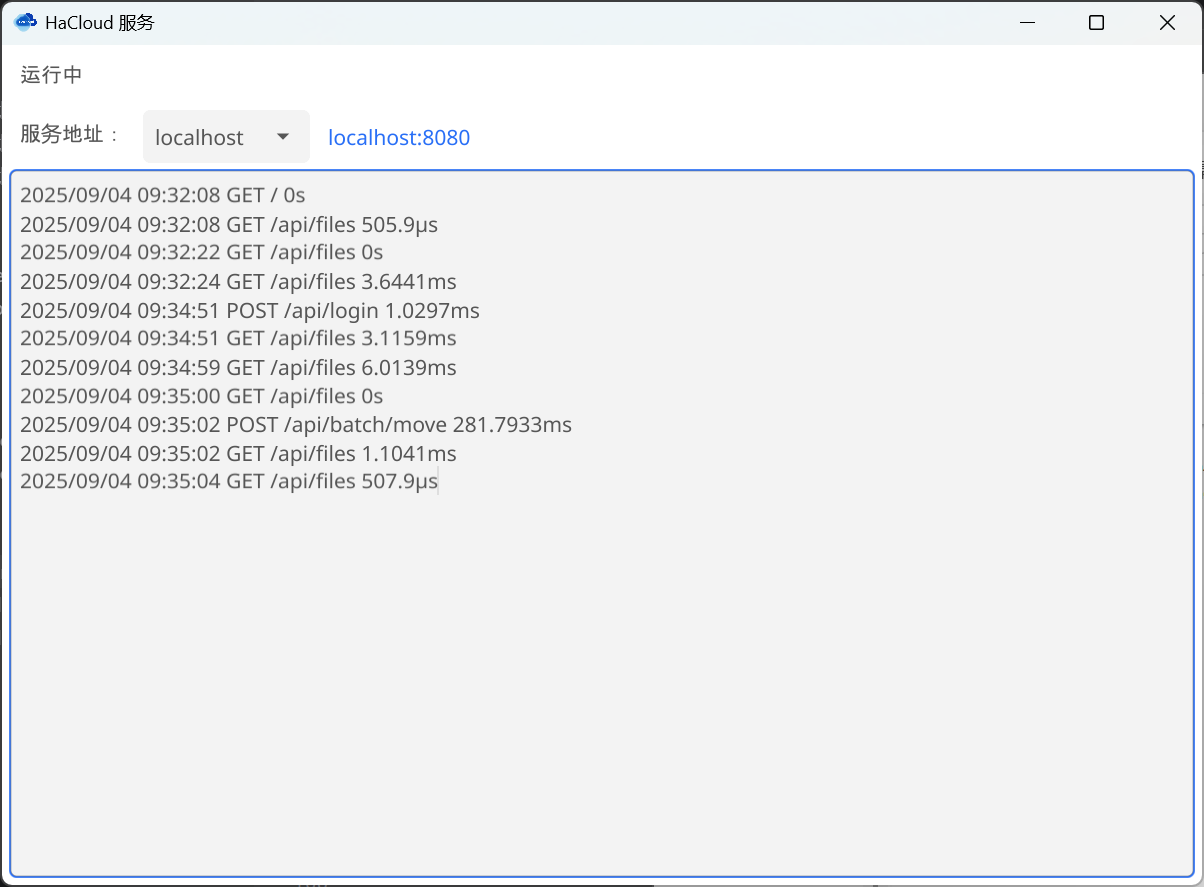 HaCloud 服务
运行中
服务地址：
localhost
localhost:8080
2025/09/04 09:32:08 GET / 0s
2025/09/04 09:32:08 GET /api/files 505.9µs
2025/09/04 09:32:22 GET /api/files 0s
2025/09/04 09:32:24 GET /api/files 3.6441ms
2025/09/04 09:34:51 POST /api/login 1.0297ms
2025/09/04 09:34:51 GET /api/files 3.1159ms
2025/09/04 09:34:59 GET /api/files 6.0139ms
2025/09/04 09:35:00 GET /api/files 0s
2025/09/04 09:35:02 POST /api/batch/move 281.7933ms
2025/09/04 09:35:02 GET /api/files 1.1041ms
2025/09/04 09:35:04 GET /api/files 507.9µs